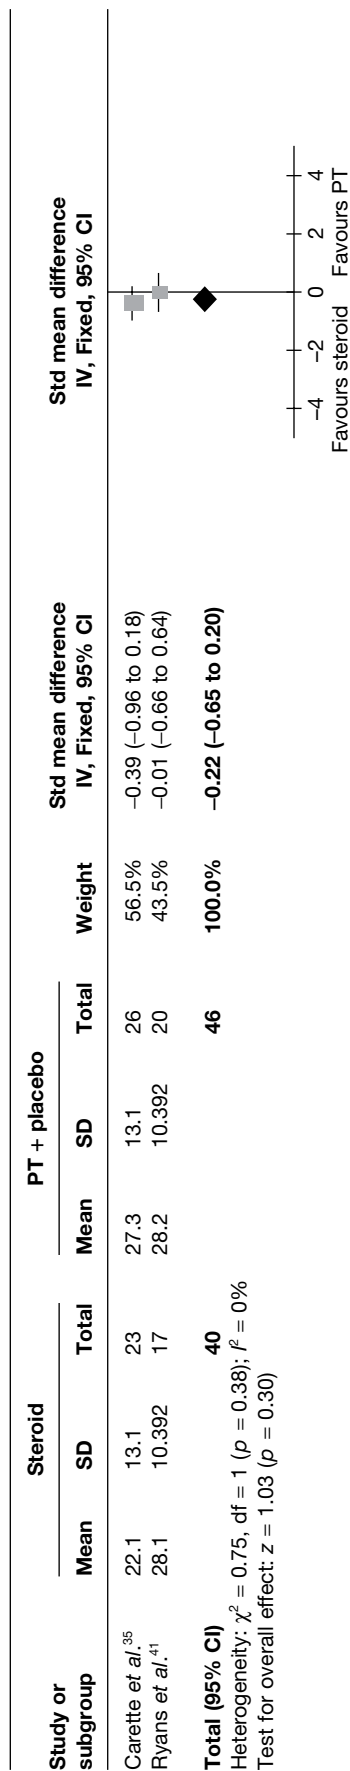 Steroid PT + placebo Std mean difference Std mean difference
Study or
subgroup Mean SD Total Mean SD Total Weight IV, Fixed, 95% CI IV, Fixed, 95% CI
Carette et al.35 22.1 13.1 23 27.3 13.1 26 56.5% −0.39 (−0.96 to 0.18)
Ryans et al.41 28.1 10.392 17 28.2 10.392 20 43.5% −0.01 (−0.66 to 0.64)
Total (95% CI) 40 46 100.0% −0.22 (−0.65 to 0.20)
Heterogeneity: χ2 = 0.75, df = 1 (p = 0.38); I2 = 0%
Test for overall effect: z = 1.03 (p = 0.30)
−4 −2 0 2 4
Favours steroid Favours PT